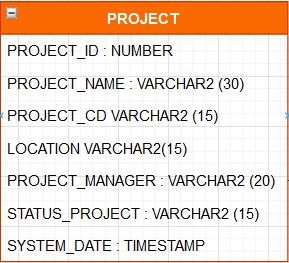 PROJECT
PROJECT_ID : NUMBER
PROJECT_NAME : VARCHAR2 (30)
PROJECT_CD VARCHAR2 (15)
LOCATION VARCHAR2(15)
PROJECT_MANAGER : VARCHAR2 (20)
STATUS_PROJECT : VARCHAR2 (15)
SYSTEM_DATE : TIMESTAMP